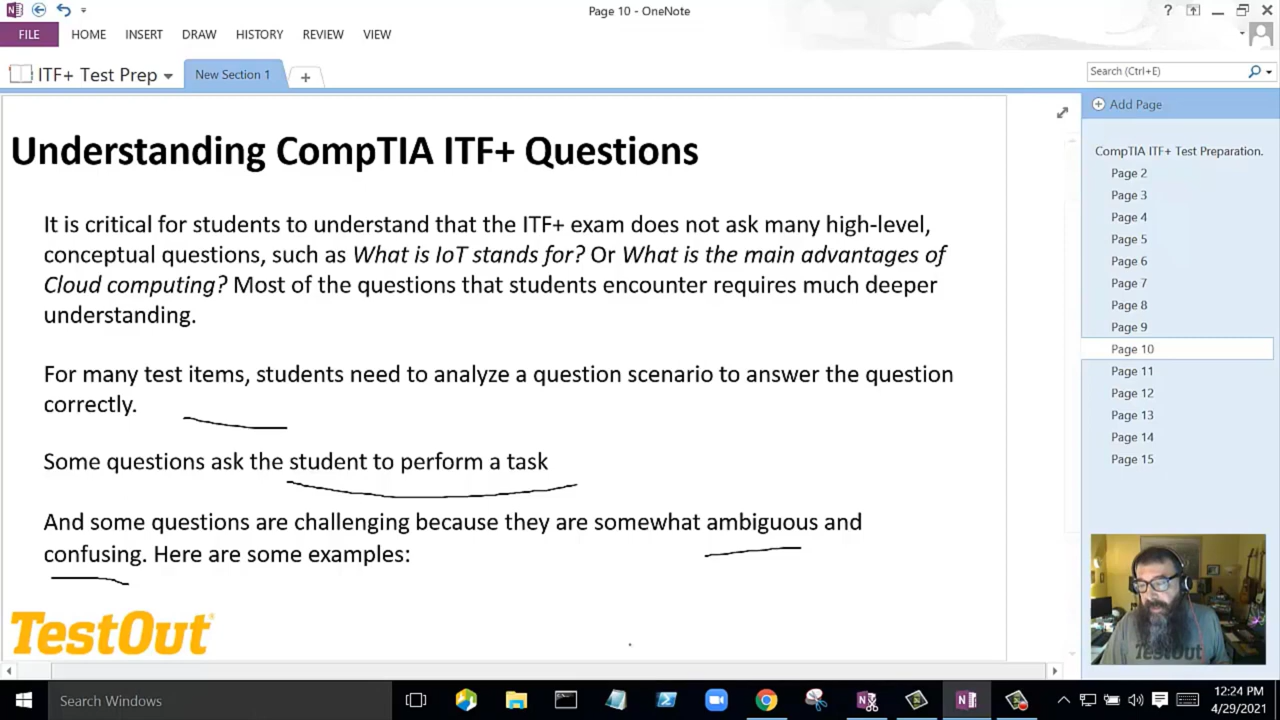 Page 10 - OneNote
?
FILE HOME INSERT DRAW HISTORY REVIEW VIEW
ITF+ Test Prep New Section 1 +
Search (Ctrl+E)
Add Page
Understanding CompTIA ITF+ Questions
It is critical for students to understand that the ITF+ exam does not ask many high-level,
conceptual questions, such as What is IoT stands for? Or What is the main advantages of
Cloud computing? Most of the questions that students encounter requires much deeper
understanding.
For many test items, students need to analyze a question scenario to answer the question
correctly.
Some questions ask the student to perform a task
And some questions are challenging because they are somewhat ambiguous and
confusing. Here are some examples:
TestOut
CompTIA ITF+ Test Preparation.
Page 2
Page 3
Page 4
Page 5
Page 6
Page 7
Page 8
Page 9
Page 10
Page 11
Page 12
Page 13
Page 14
Page 15
TestOut
Search Windows
12:24 PM
4/29/2021